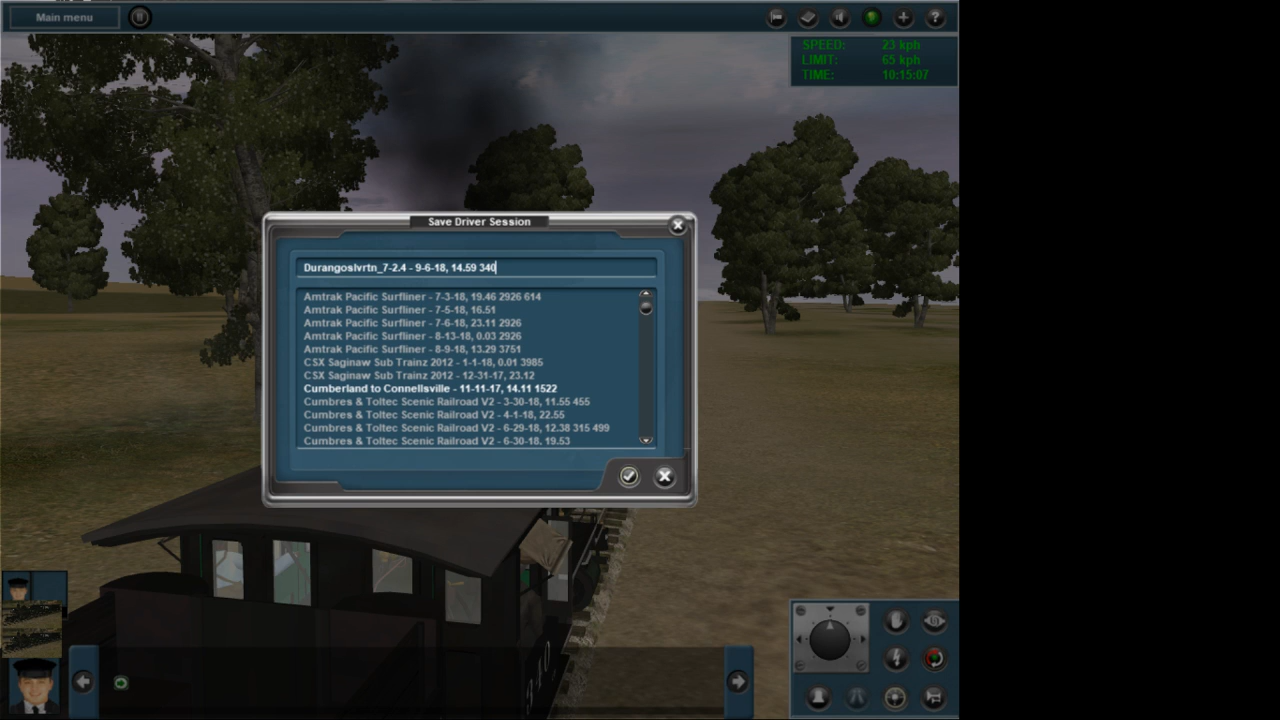 Main menu
SPEED: 23 kph
LIMIT: 65 kph
TIME: 10:15:07
Save Driver Session
Durangoslvrtn_7-2.4 - 9-6-18, 14.59 340
Amtrak Pacific Surfliner - 7-3-18, 19.46 2926 614
Amtrak Pacific Surfliner - 7-5-18, 16.51
Amtrak Pacific Surfliner - 7-6-18, 23.11 2926
Amtrak Pacific Surfliner - 8-13-18, 0.03 2926
Amtrak Pacific Surfliner - 8-9-18, 13.29 3751
CSX Saginaw Sub Trainz 2012 - 1-1-18, 0.01 3985
CSX Saginaw Sub Trainz 2012 - 12-31-17, 23.12
Cumberland to Connellsville - 11-11-17, 14.11 1522
Cumbres & Toltec Scenic Railroad V2 - 3-30-18, 11.55 455
Cumbres & Toltec Scenic Railroad V2 - 4-1-18, 22.55
Cumbres & Toltec Scenic Railroad V2 - 6-29-18, 12.38 315 499
Cumbres & Toltec Scenic Railroad V2 - 6-30-18, 19.53
340